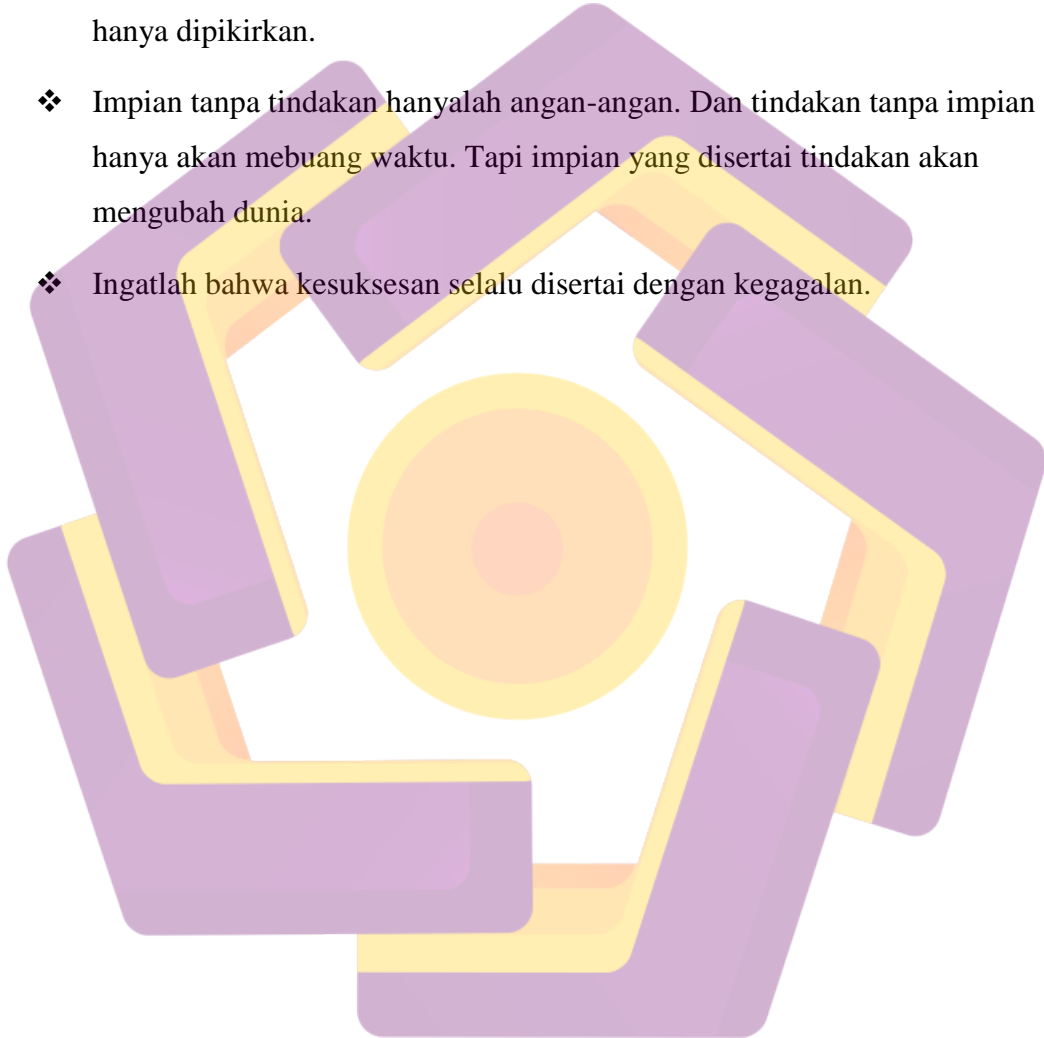 hanya dipikirkan.
❖ Impian tanpa tindakan hanyalah angan-angan. Dan tindakan tanpa impian
hanya akan mebuang waktu. Tapi impian yang disertai tindakan akan
mengubah dunia.
❖ Ingatlah bahwa kesuksesan selalu disertai dengan kegagalan.